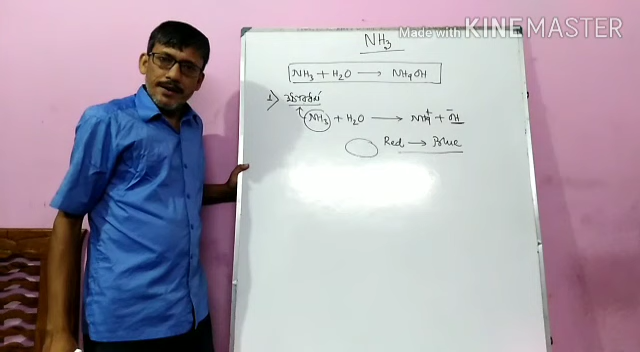 Made with KINEMASTER
NH₃
NH₃ + H₂O ⟶ NH₄OH
1)
NH₃ + H₂O ⟶ NH₄⁺ + ⁻OH
Red ⟶ Blue